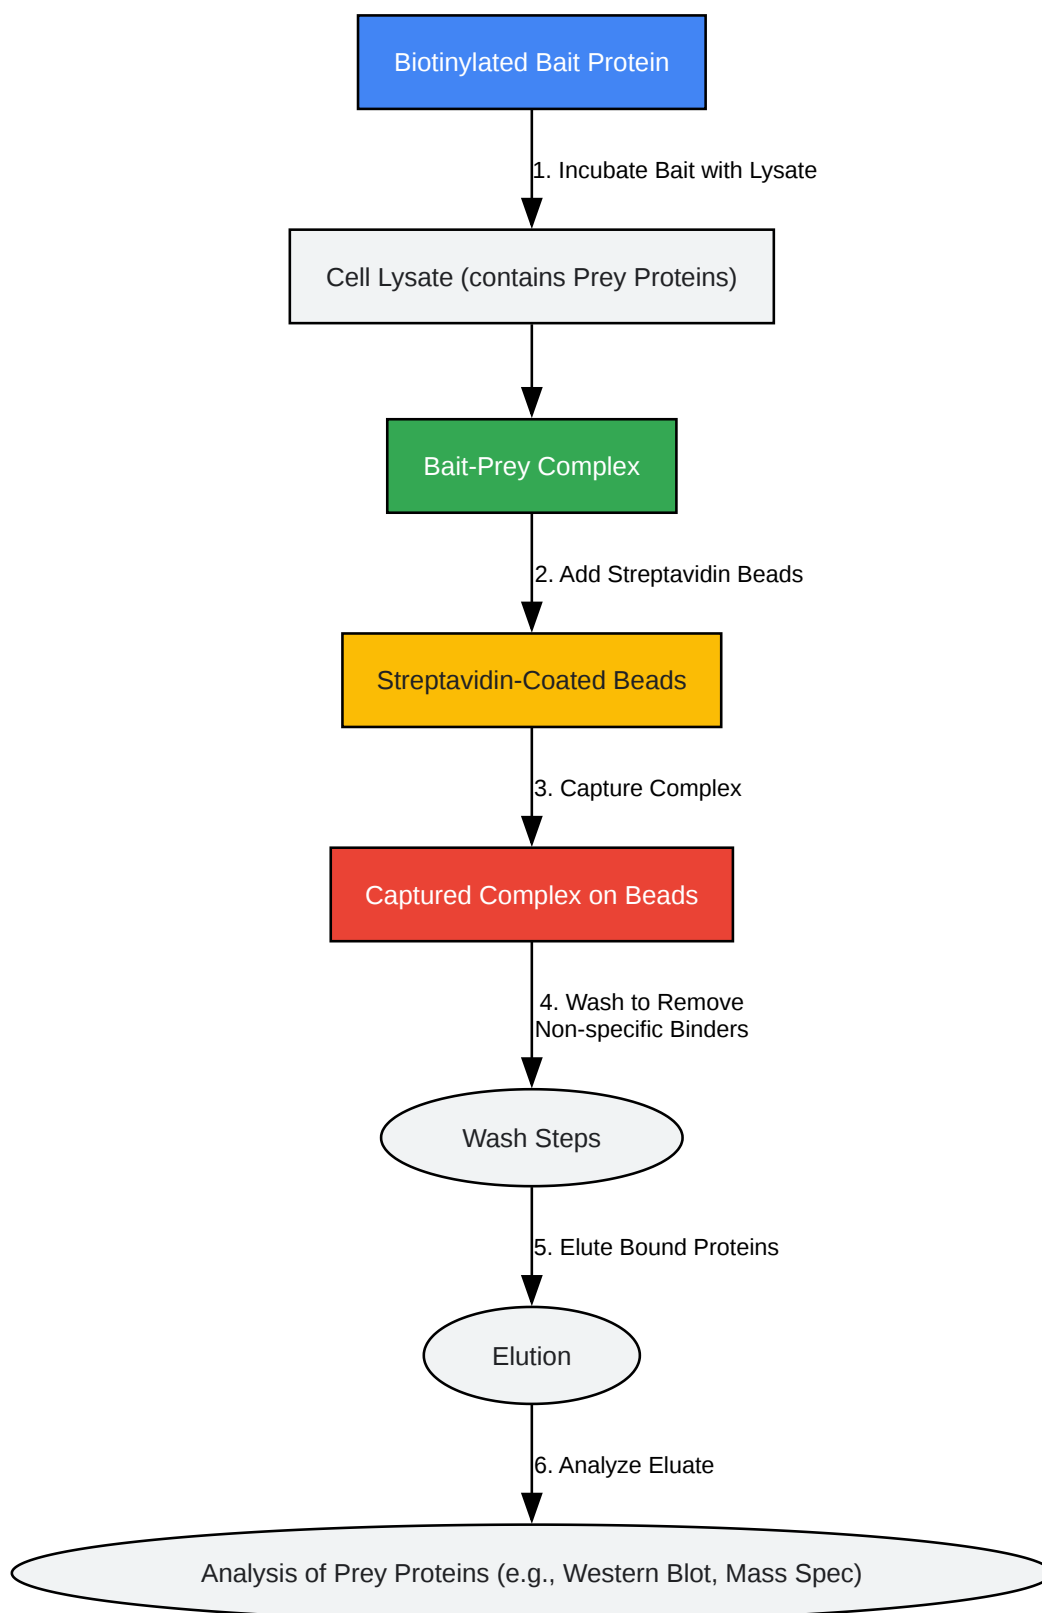 Biotinylated Bait Protein
1. Incubate Bait with Lysate
Cell Lysate (contains Prey Proteins)
Bait-Prey Complex
2. Add Streptavidin Beads
Streptavidin-Coated Beads
3. Capture Complex
Captured Complex on Beads
4. Wash to Remove
Non-specific Binders
Wash Steps
5. Elute Bound Proteins
Elution
6. Analyze Eluate
Analysis of Prey Proteins (e.g., Western Blot, Mass Spec)